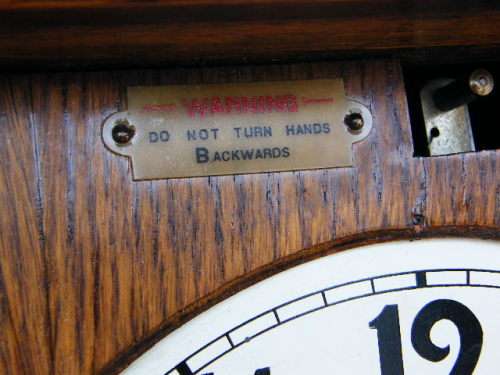 WARNING
DO NOT TURN HANDS
BACKWARDS
12